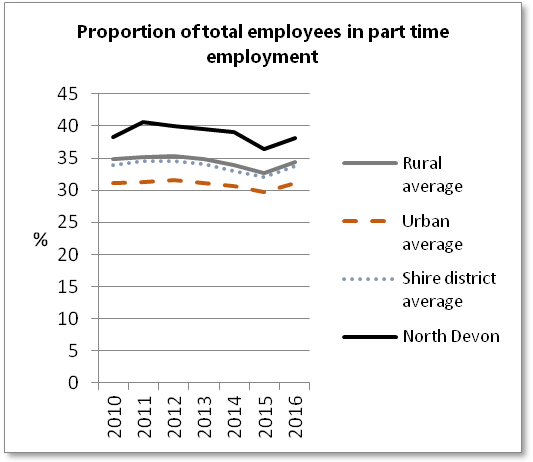 Proportion of total employees in part time
employment
45
40
35
30
25
20
15
10
5
0
%
2010
2011
2012
2013
2014
2015
2016
Rural
average
Urban
average
Shire district
average
North Devon